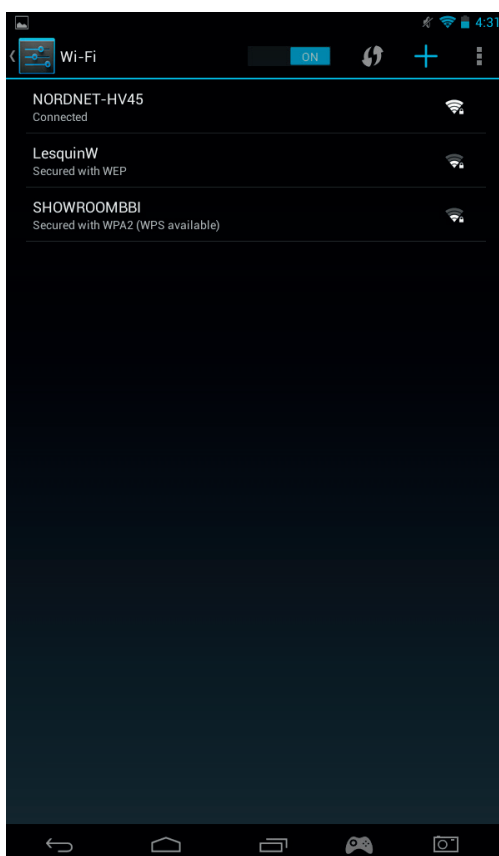 4:31
Wi-Fi
ON
NORDNET-HV45
Connected
LesquinW
Secured with WEP
SHOWROOMBBI
Secured with WPA2 (WPS available)